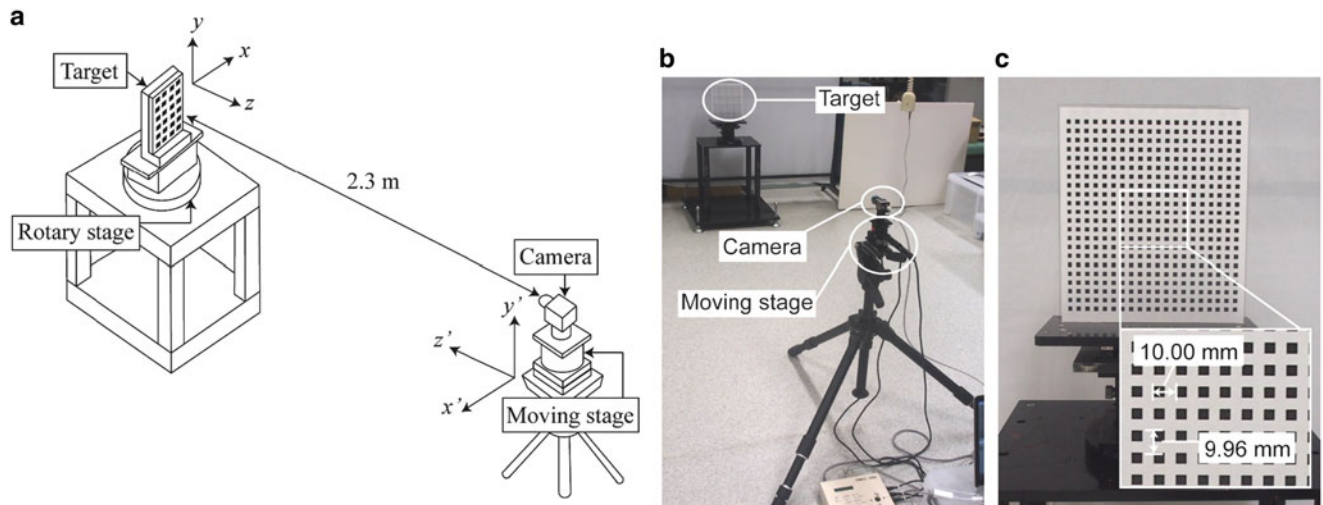 a
y
x
z
Target
2.3 m
Rotary stage
Camera
y'
z'
x'
Moving stage
b
Target
Camera
Moving stage
c
10.00 mm
9.96 mm